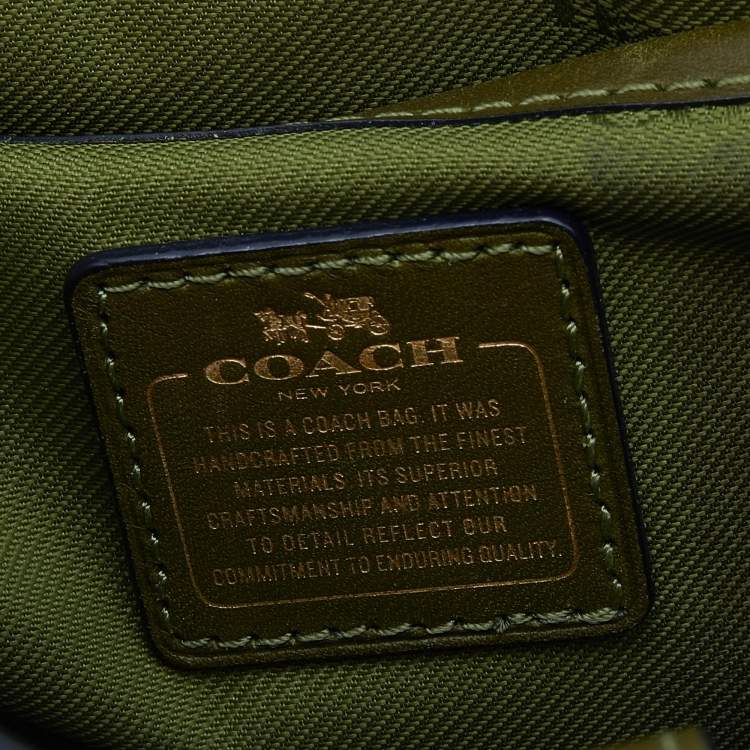 COACH
NEW YORK
THIS IS A COACH BAG. IT WAS
HANDCRAFTED FROM THE FINEST
MATERIALS. ITS SUPERIOR
CRAFTSMANSHIP AND ATTENTION
TO DETAIL REFLECT OUR
COMMITMENT TO ENDURING QUALITY.